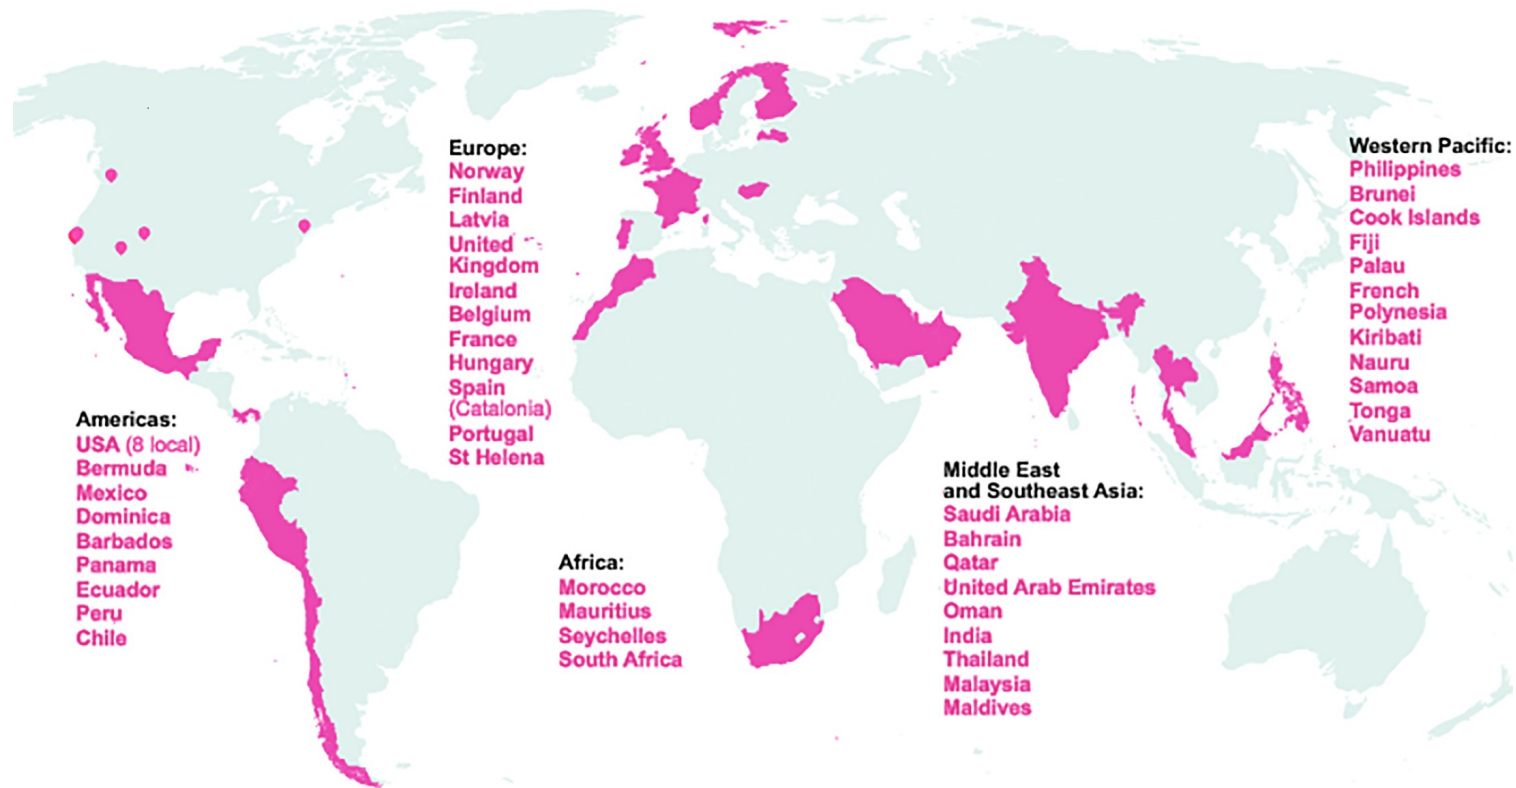 Europe:
Norway
Finland
Latvia
United
Kingdom
Ireland
Belgium
France
Hungary
Spain
(Catalonia)
Portugal
St Helena
Western Pacific:
Philippines
Brunei
Cook Islands
Fiji
Palau
French
Polynesia
Kiribati
Nauru
Samoa
Tonga
Vanuatu
Americas:
USA (8 local)
Bermuda
Mexico
Dominica
Barbados
Panama
Ecuador
Peru
Chile
Africa:
Morocco
Mauritius
Seychelles
South Africa
Middle East
and Southeast Asia:
Saudi Arabia
Bahrain
Qatar
United Arab Emirates
Oman
India
Thailand
Malaysia
Maldives